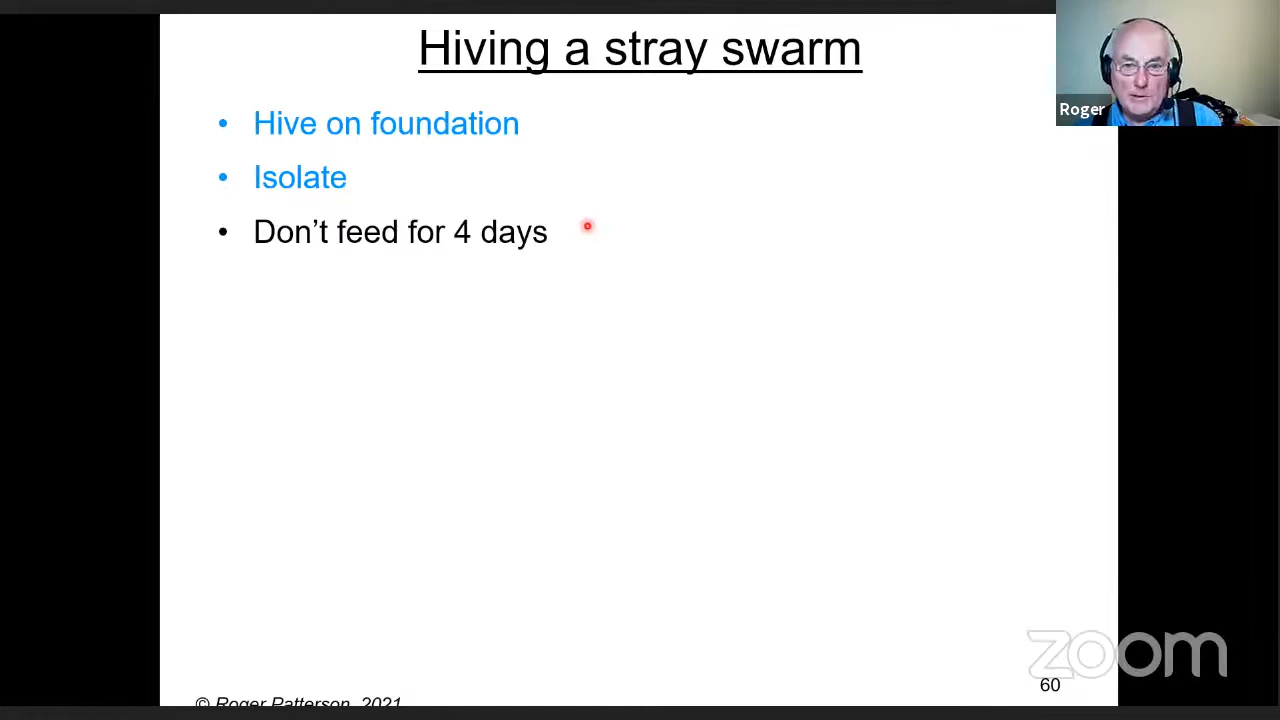 Hiving a stray swarm
Roger
• Hive on foundation
• Isolate
• Don’t feed for 4 days
zoom
60
© Roger Patterson, 2021